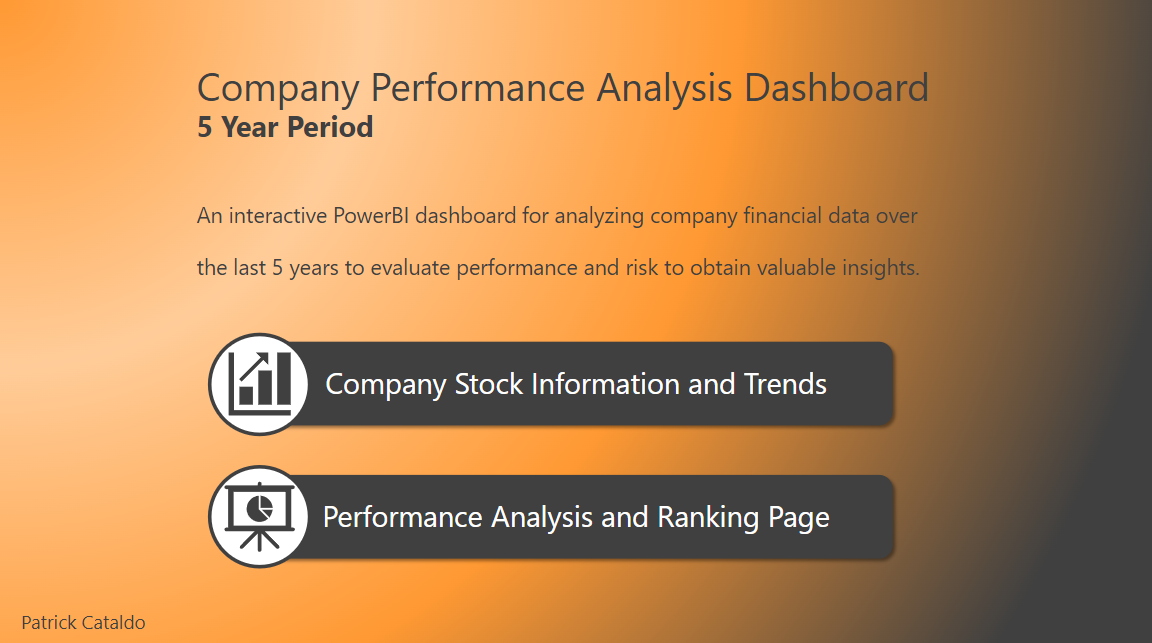 Company Performance Analysis Dashboard
5 Year Period
An interactive PowerBI dashboard for analyzing company financial data over
the last 5 years to evaluate performance and risk to obtain valuable insights.
Company Stock Information and Trends
Performance Analysis and Ranking Page
Patrick Cataldo